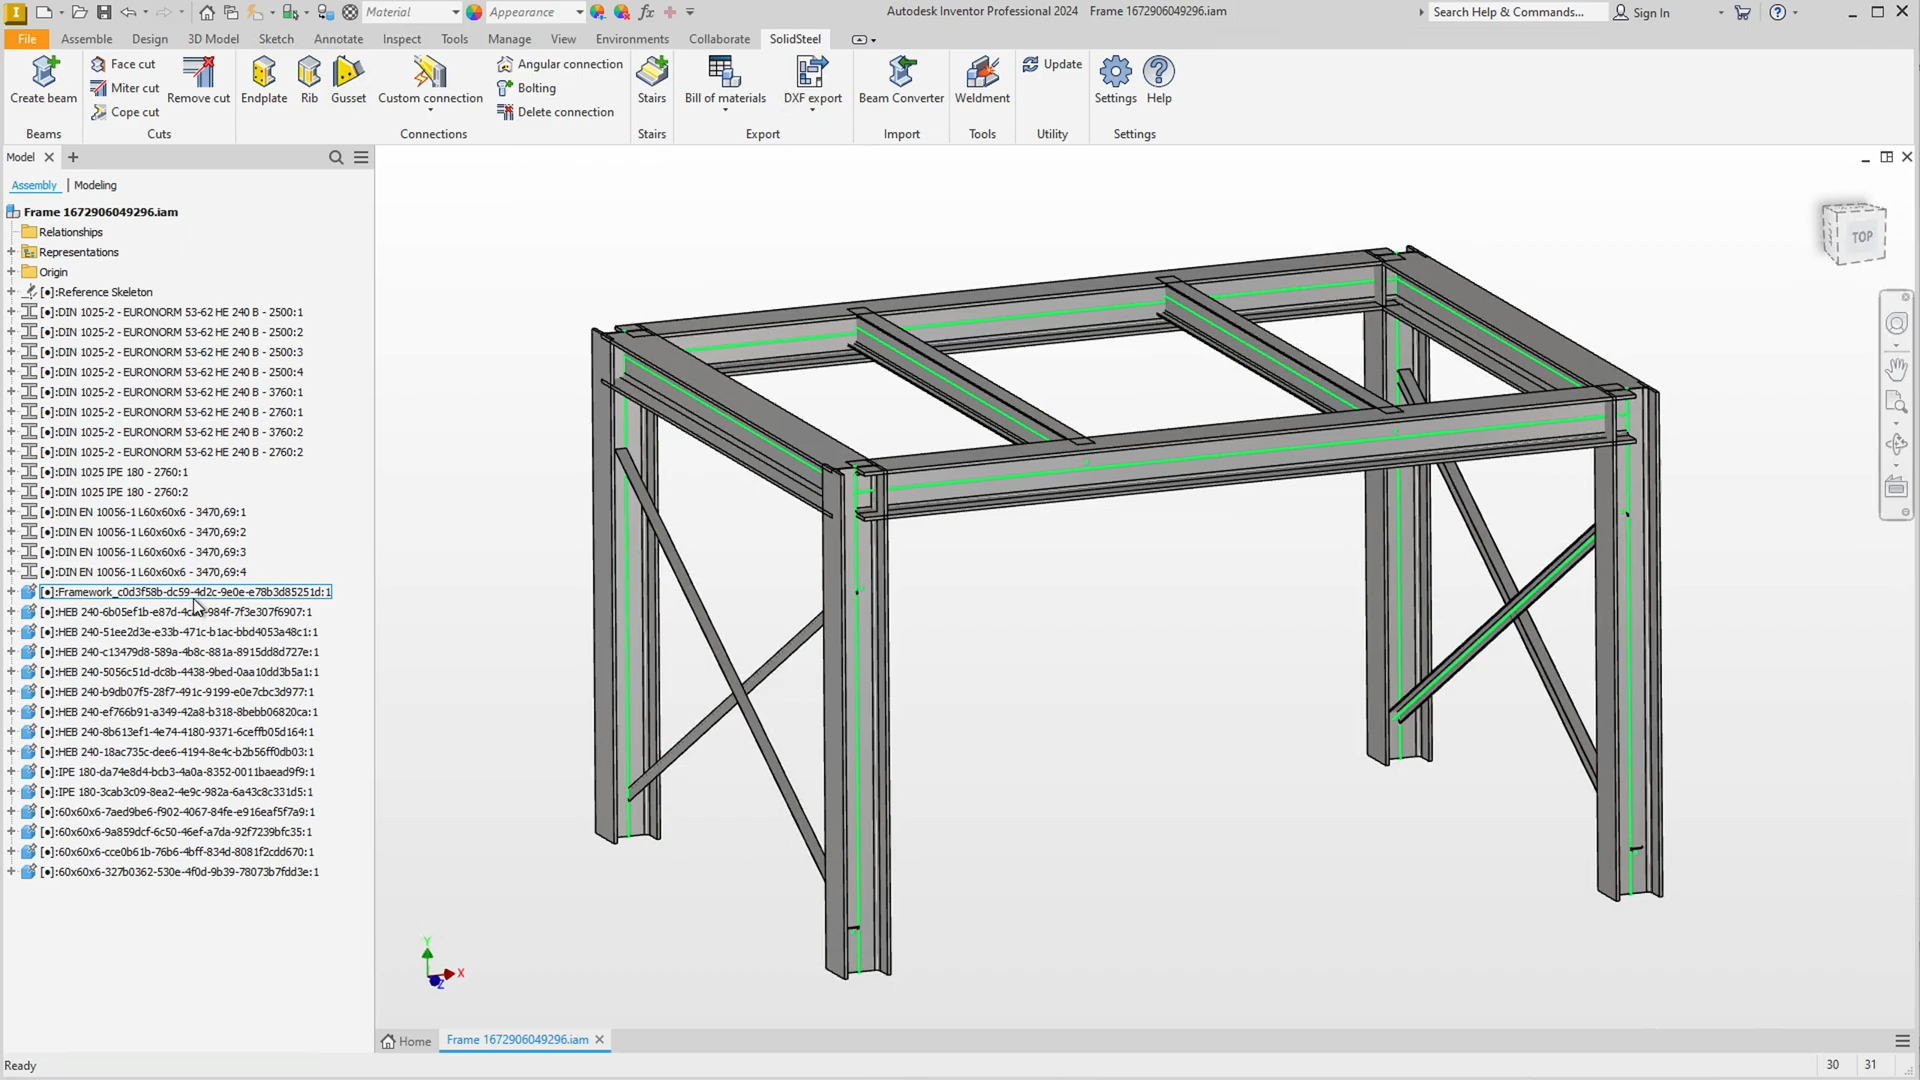 Material
Appearance
Autodesk Inventor Professional 2024 Frame 1672906049296.iam
Search Help & Commands...
Sign In
File
Assemble
Design
3D Model
Sketch
Annotate
Inspect
Tools
Manage
View
Environments
Collaborate
SolidSteel
Create beam
Face cut
Miter cut
Cope cut
Remove cut
Endplate
Rib
Gusset
Custom connection
Angular connection
Bolting
Delete connection
Stairs
Bill of materials
DXF export
Beam Converter
Weldment
Update
Settings
Help
Beams
Cuts
Connections
Stairs
Export
Import
Tools
Utility
Settings
Model
Assembly | Modeling
Frame 1672906049296.iam
Relationships
Representations
Origin
[•]:Reference Skeleton
[•]:DIN 1025-2 - EURONORM 53-62 HE 240 B - 2500:1
[•]:DIN 1025-2 - EURONORM 53-62 HE 240 B - 2500:2
[•]:DIN 1025-2 - EURONORM 53-62 HE 240 B - 2500:3
[•]:DIN 1025-2 - EURONORM 53-62 HE 240 B - 2500:4
[•]:DIN 1025-2 - EURONORM 53-62 HE 240 B - 3760:1
[•]:DIN 1025-2 - EURONORM 53-62 HE 240 B - 2760:1
[•]:DIN 1025-2 - EURONORM 53-62 HE 240 B - 3760:2
[•]:DIN 1025-2 - EURONORM 53-62 HE 240 B - 2760:2
[•]:DIN 1025 IPE 180 - 2760:1
[•]:DIN 1025 IPE 180 - 2760:2
[•]:DIN EN 10056-1 L60x60x6 - 3470,69:1
[•]:DIN EN 10056-1 L60x60x6 - 3470,69:2
[•]:DIN EN 10056-1 L60x60x6 - 3470,69:3
[•]:DIN EN 10056-1 L60x60x6 - 3470,69:4
[•]:Framework_c0d3f58b-dc59-4d2c-9e0e-e78b3d85251d:1
[•]:HEB 240-6b05ef1b-e87d-4 984f-7f3e307f6907:1
[•]:HEB 240-51ee2d3e-e33b-471c-b1ac-bbd4053a48c1:1
[•]:HEB 240-c13479d8-589a-4b8c-881a-8915dd8d727e:1
[•]:HEB 240-5056c51d-dc8b-4438-9bed-0aa10dd3b5a1:1
[•]:HEB 240-b9db07f5-28f7-491c-9199-e0e7cbc3d977:1
[•]:HEB 240-ef766b91-a349-42a8-b318-8bebb06820ca:1
[•]:HEB 240-8b613ef1-4e74-4180-9371-6ceffb05d164:1
[•]:HEB 240-18ac735c-dee6-4194-8e4c-b2b56ff0db03:1
[•]:IPE 180-da74e8d4-bcb3-4a0a-8352-0011baead9f9:1
[•]:IPE 180-3cab3c09-8ea2-4e9c-982a-6a43c8c331d5:1
[•]:60x60x6-7aed9be6-f902-4067-84fe-e916eaf5f7a9:1
[•]:60x60x6-9a859dcf-6c50-46ef-a7da-92f7239bfc35:1
[•]:60x60x6-cce0b61b-76b6-4bff-834d-8081f2cdd670:1
[•]:60x60x6-327b0362-530e-4f0d-9b39-78073b7fdd3e:1
TOP
Y
X
Z
Home
Frame 1672906049296.iam
Ready
30 31